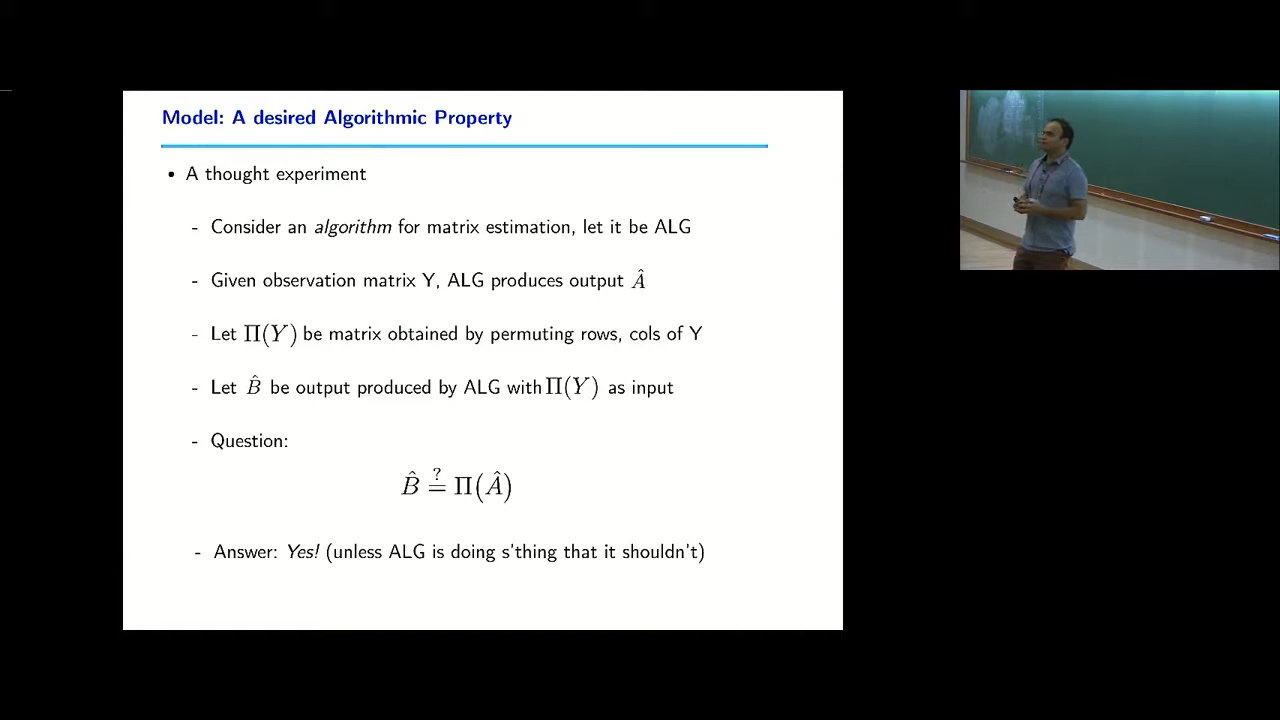 Model: A desired Algorithmic Property
• A thought experiment
- Consider an algorithm for matrix estimation, let it be ALG
- Given observation matrix Y, ALG produces output Â
- Let Π(Y) be matrix obtained by permuting rows, cols of Y
- Let B̂ be output produced by ALG with Π(Y) as input
- Question:
B̂ ≟ Π(Â)
- Answer: Yes! (unless ALG is doing s'thing that it shouldn't)